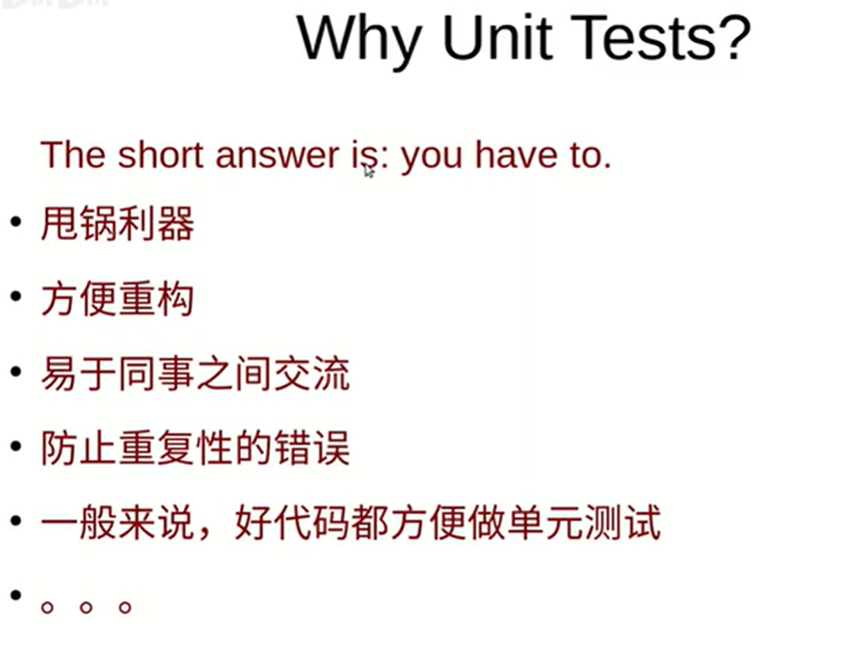 Why Unit Tests?
The short answer is: you have to.
• 甩锅利器
• 方便重构
• 易于同事之间交流
• 防止重复性的错误
• 一般来说，好代码都方便做单元测试
• 。。。